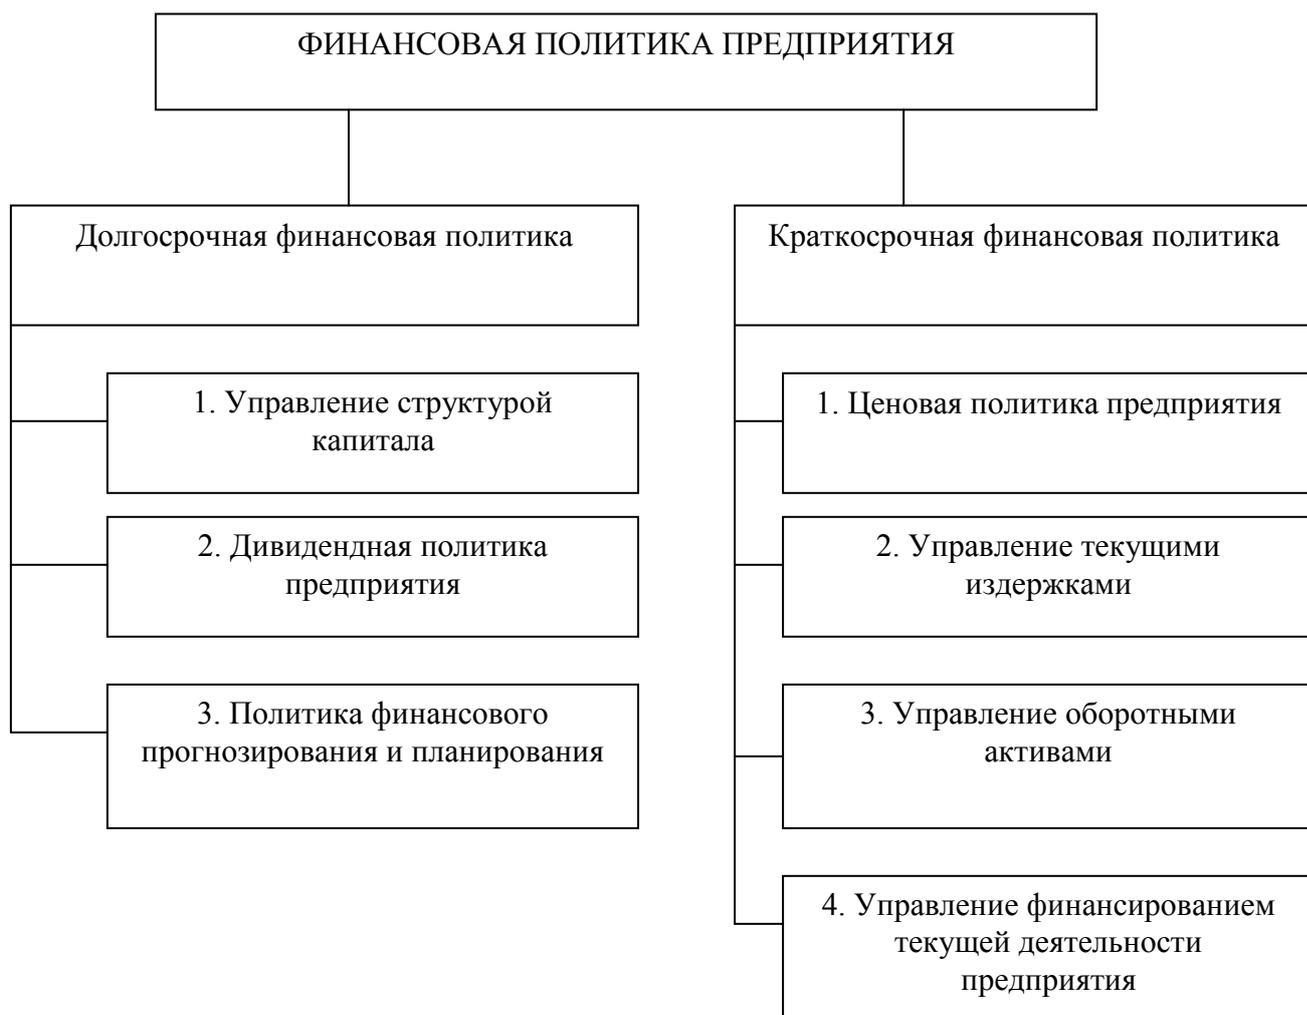 ФИНАНСОВАЯ ПОЛИТИКА ПРЕДПРИЯТИЯ
Долгосрочная финансовая политика
1. Управление структурой
капитала
2. Дивидендная политика
предприятия
3. Политика финансового
прогнозирования и планирования
Краткосрочная финансовая политика
1. Ценовая политика предприятия
2. Управление текущими
издержками
3. Управление оборотными
активами
4. Управление финансированием
текущей деятельности
предприятия